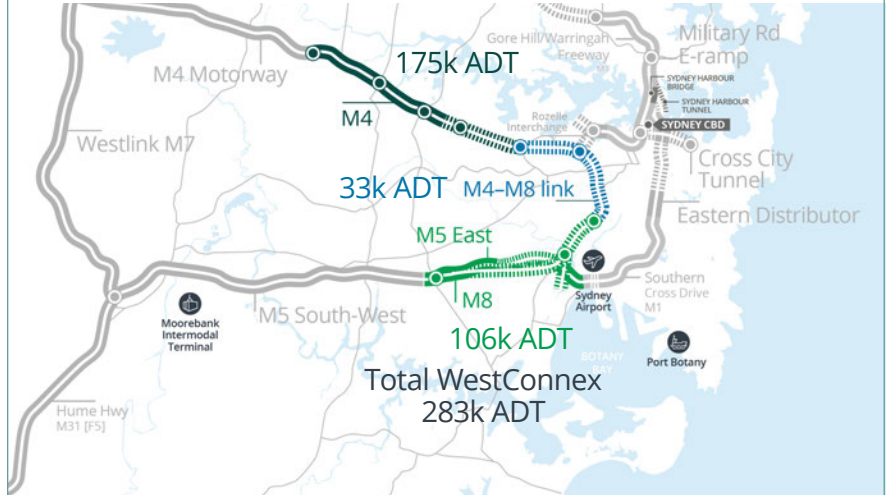 Military Rd
E-ramp
Gore Hill/Warringah
Freeway
175k ADT
M4 Motorway
SYDNEY HARBOUR
BRIDGE
SYDNEY HARBOUR
TUNNEL
M4
Rozelle
Interchange
SYDNEY CBD
Westlink M7
Cross City
Tunnel
33k ADT
M4–M8 link
Eastern Distributor
M5 East
Southern
Cross Drive
M1
M8
Sydney
Airport
M5 South-West
Moorebank
Intermodal
Terminal
106k ADT
BOTANY
BAY
Port Botany
Total WestConnex
283k ADT
Hume Hwy
M31 [F5]